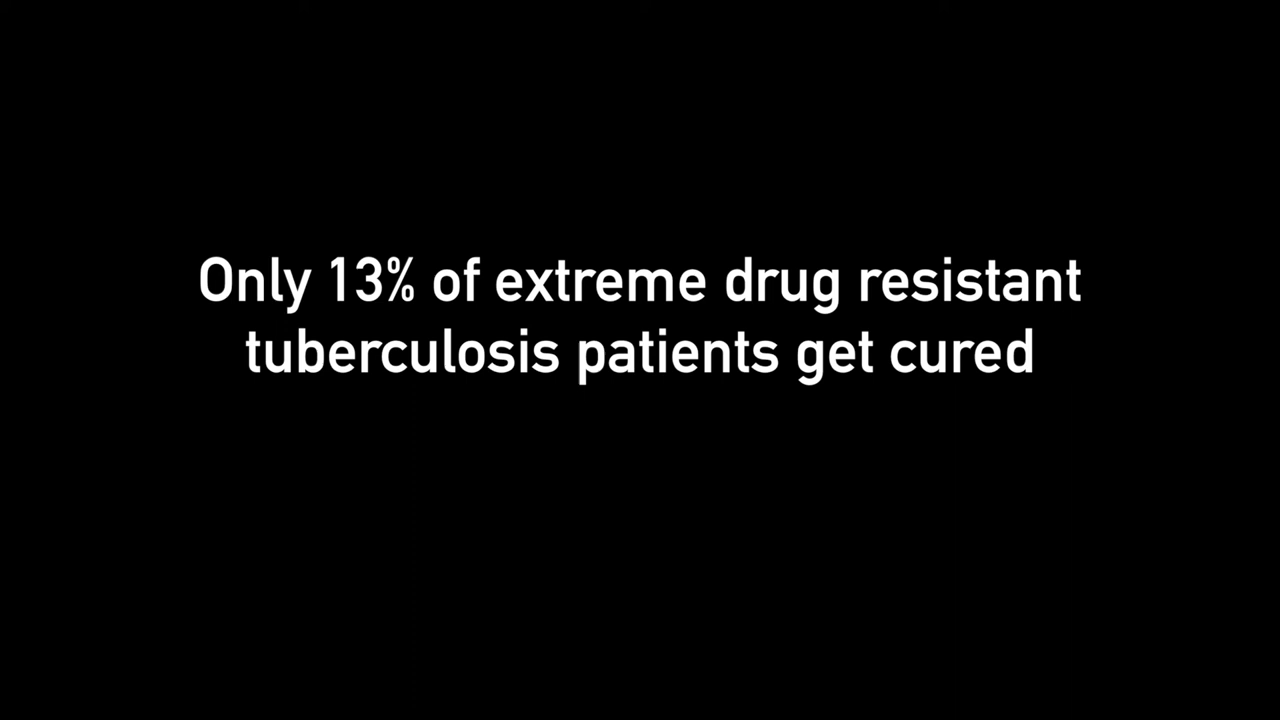 Only 13% of extreme drug resistant
tuberculosis patients get cured